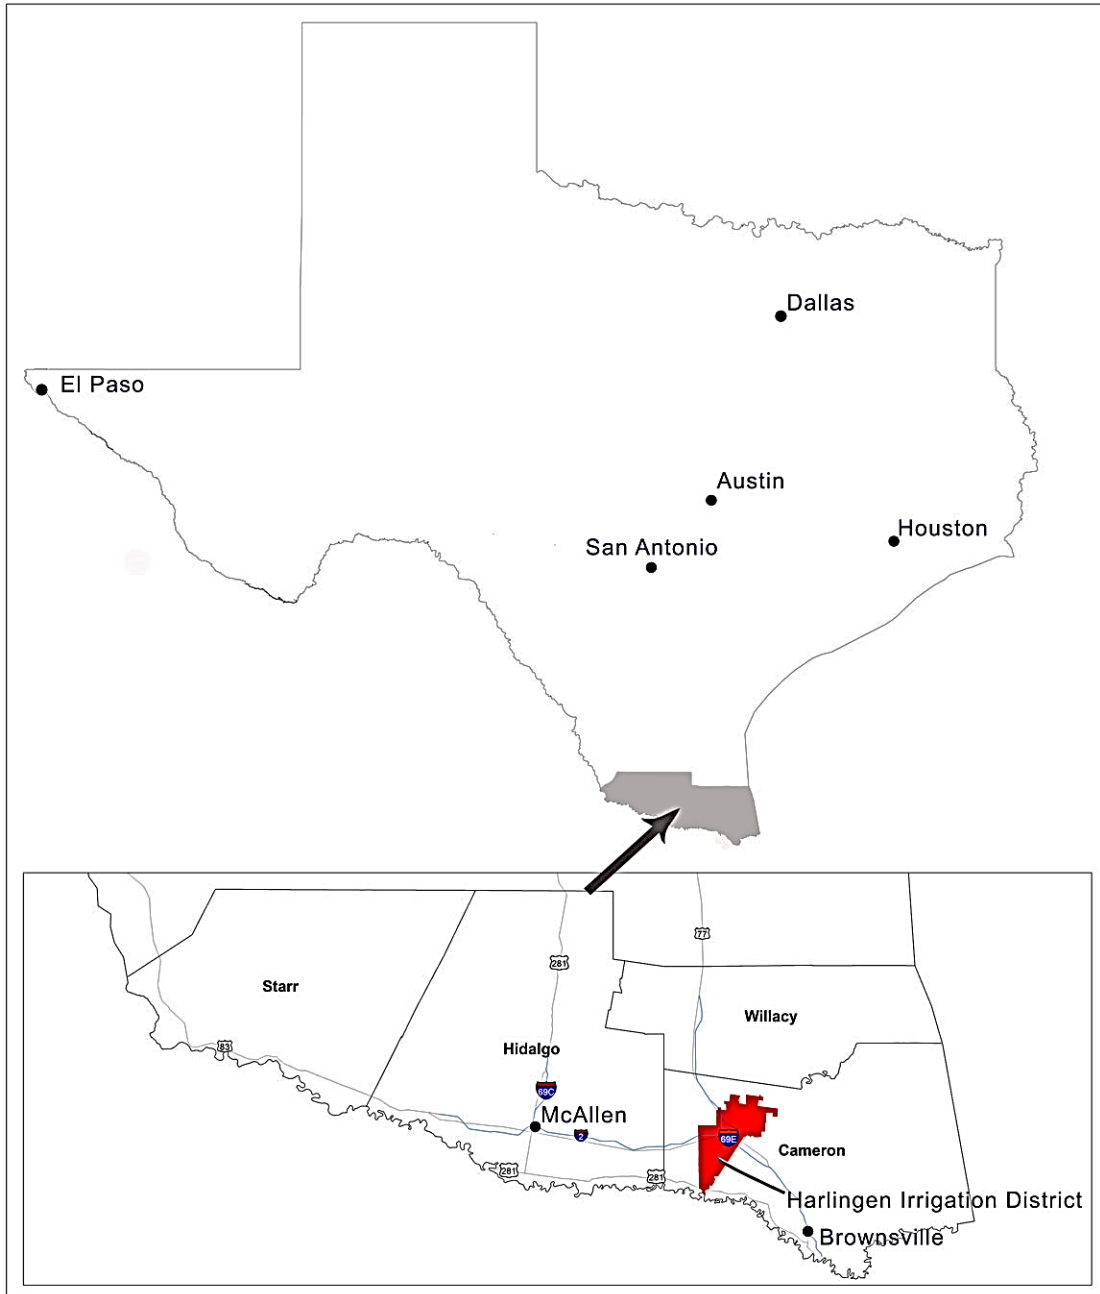 Dallas
El Paso
Austin
Houston
San Antonio
77
281
Starr
Willacy
83
Hidalgo
69C
McAllen
2
69E
Cameron
281
281
Harlingen Irrigation District
Brownsville